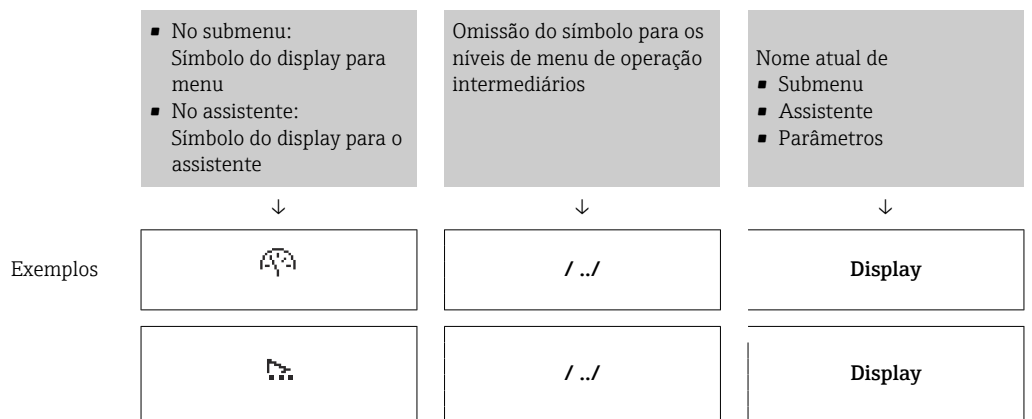 ▪ No submenu:
Símbolo do display para
menu
▪ No assistente:
Símbolo do display para o
assistente
Omissão do símbolo para os
níveis de menu de operação
intermediários
Nome atual de
▪ Submenu
▪ Assistente
▪ Parâmetros
↓ ↓ ↓
Exemplos
/ ../
Display
/ ../
Display